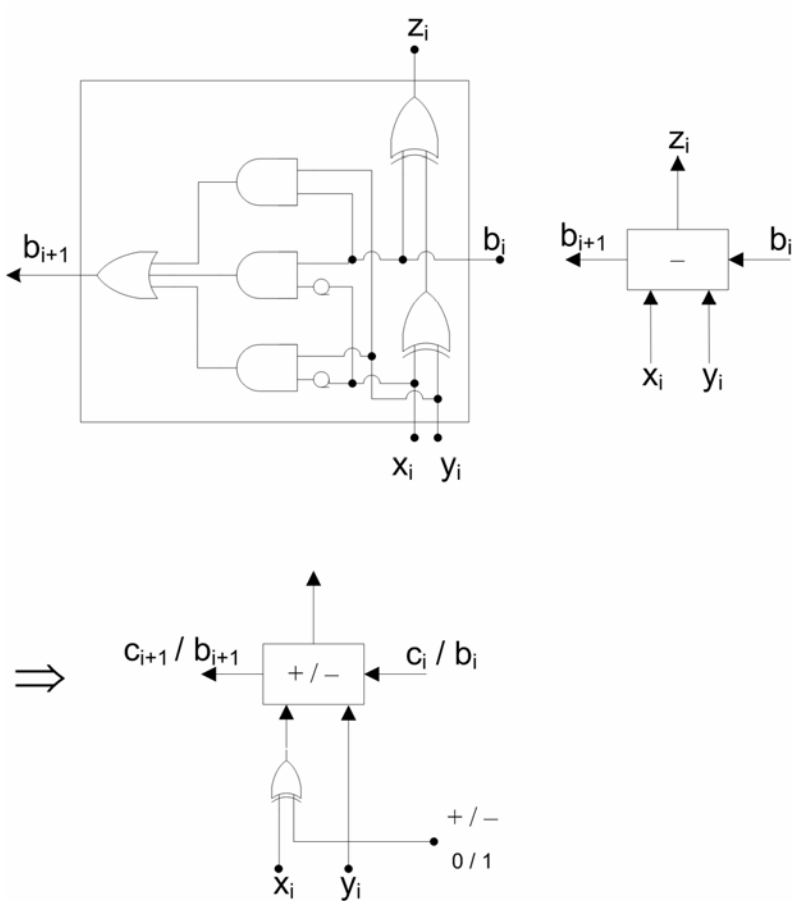 zᵢ
bᵢ₊₁
bᵢ
xᵢ yᵢ
zᵢ
bᵢ₊₁
bᵢ
–
xᵢ yᵢ
⇒
cᵢ₊₁ / bᵢ₊₁
+ / –
cᵢ / bᵢ
+ / –
0 / 1
xᵢ yᵢ